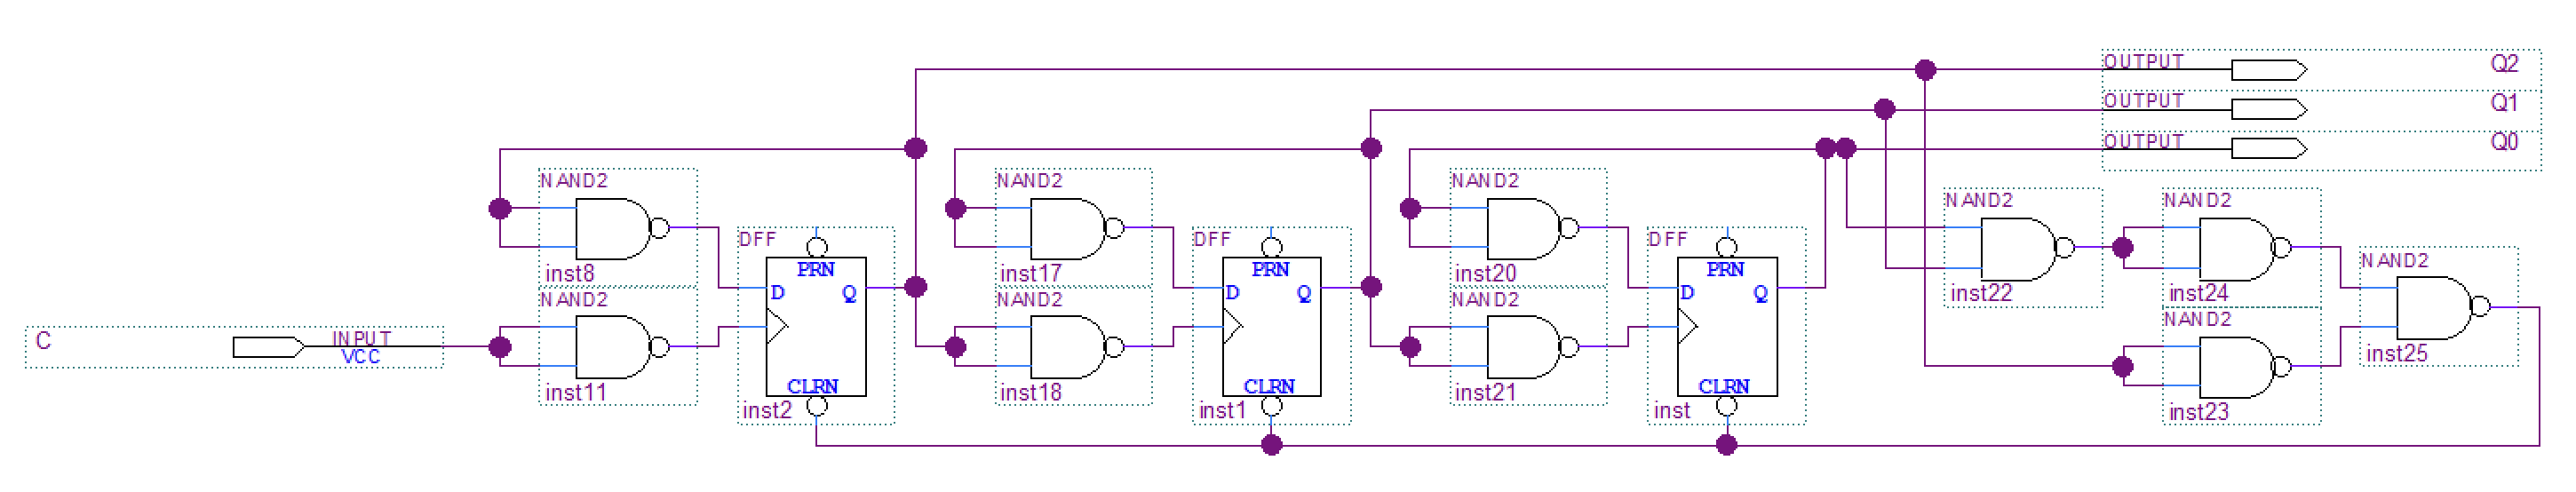 OUTPUT Q2
OUTPUT Q1
OUTPUT Q0
NAND2 NAND2 NAND2 NAND2 NAND2
DFF DFF DFF NAND2
PRN PRN PRN
inst8 inst17 inst20 inst22 inst24
D Q D Q D Q
NAND2 NAND2 NAND2 NAND2
C INPUT
VCC inst25
CLRN CLRN CLRN
inst11 inst18 inst21
inst2 inst1 inst inst23